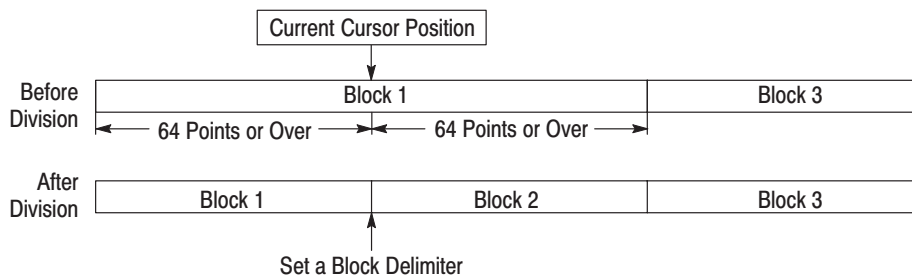 Current Cursor Position
Before
Division
Block 1
Block 3
64 Points or Over
64 Points or Over
After
Division
Block 1
Block 2
Block 3
Set a Block Delimiter